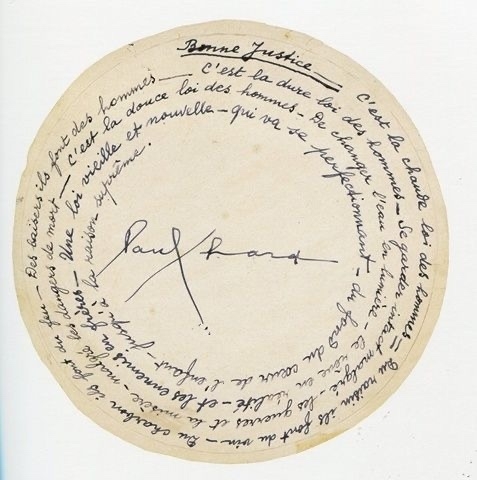 Bonne Justice
C'est la chaude loi des hommes — Du raisin ils font du vin — Du charbon ils font du feu — Des baisers ils font des hommes —
C'est la dure loi des hommes — Se garder intact malgré — les guerres et la misère — malgré les dangers de mort —
C'est la douce loi des hommes — De changer l'eau en lumière — le rêve en réalité — et les ennemis en frères —
Une loi vieille et nouvelle — qui va se perfectionnant — du fond du cœur de l'enfant — jusqu'à la raison suprême.
Paul Eluard